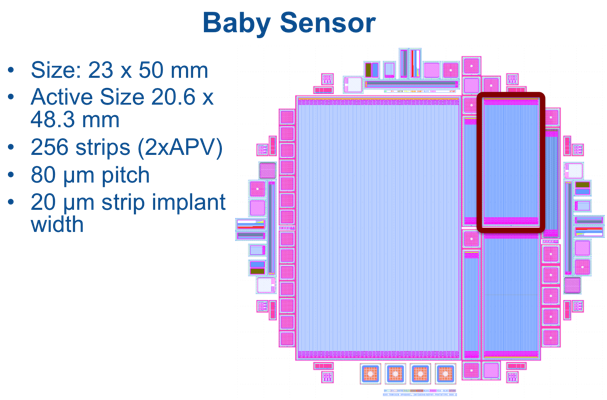 Baby Sensor
• Size: 23 x 50 mm
• Active Size 20.6 x
48.3 mm
• 256 strips (2xAPV)
• 80 µm pitch
• 20 µm strip implant
width